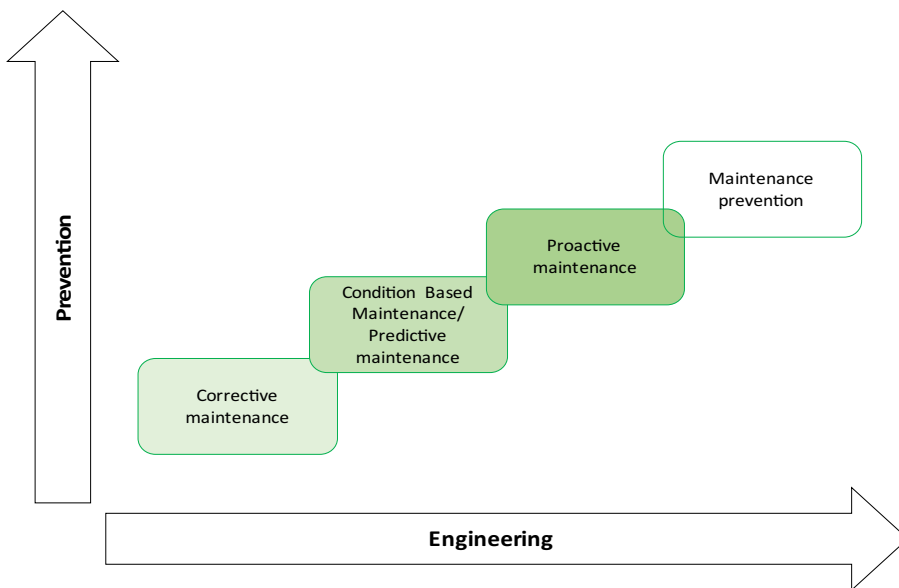 Prevention
Maintenance
prevention
Proactive
maintenance
Condition Based
Maintenance/
Predictive
maintenance
Corrective
maintenance
Engineering